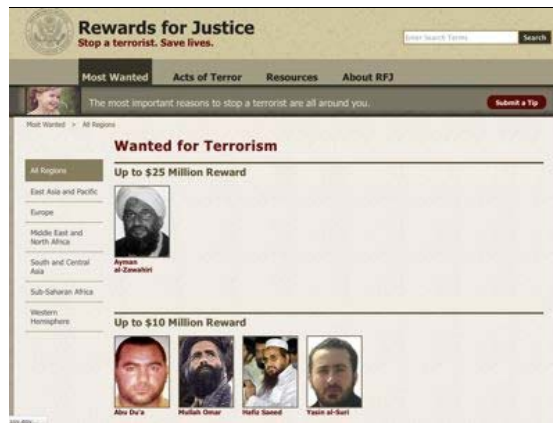 Rewards for Justice
Stop a terrorist. Save lives.
Enter Search Terms
Search
Most Wanted
Acts of Terror
Resources
About RFJ
The most important reasons to stop a terrorist are all around you.
Submit a Tip
Most Wanted > All Regions
Wanted for Terrorism
All Regions
East Asia and Pacific
Europe
Middle East and
North Africa
South and Central
Asia
Sub-Saharan Africa
Western
Hemisphere
Up to $25 Million Reward
Ayman
al-Zawahiri
Up to $10 Million Reward
Abu Du'a
Mullah Omar
Hafiz Saeed
Yasin al-Suri